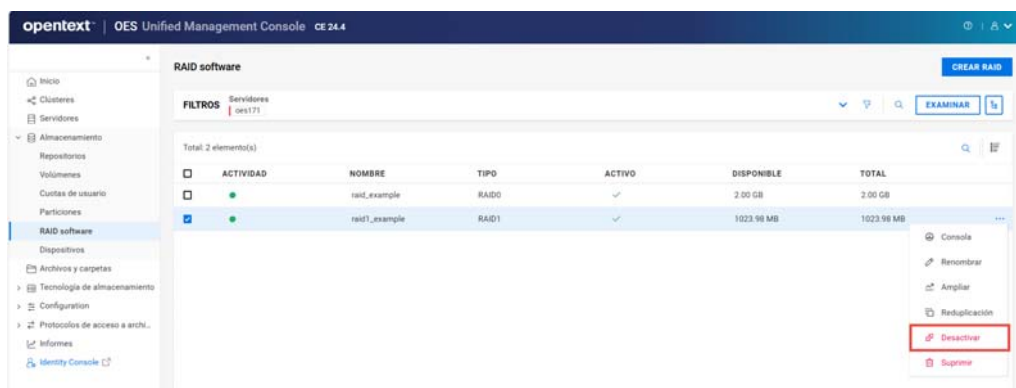 opentext™ | OES Unified Management Console CE 24.4
Inicio
Clústeres
Servidores
Almacenamiento
Repositorios
Volúmenes
Cuotas de usuario
Particiones
RAID software
Dispositivos
Archivos y carpetas
Tecnología de almacenamiento
Configuration
Protocolos de acceso a archi...
Informes
Identity Console
RAID software
CREAR RAID
FILTROS
Servidores
oes171
EXAMINAR
Total: 2 elemento(s)
ACTIVIDAD NOMBRE TIPO ACTIVO DISPONIBLE TOTAL
raid_example RAID0 2.00 GB 2.00 GB
raid1_example RAID1 1023.98 MB 1023.98 MB
Consola
Renombrar
Ampliar
Reduplicación
Desactivar
Suprimir